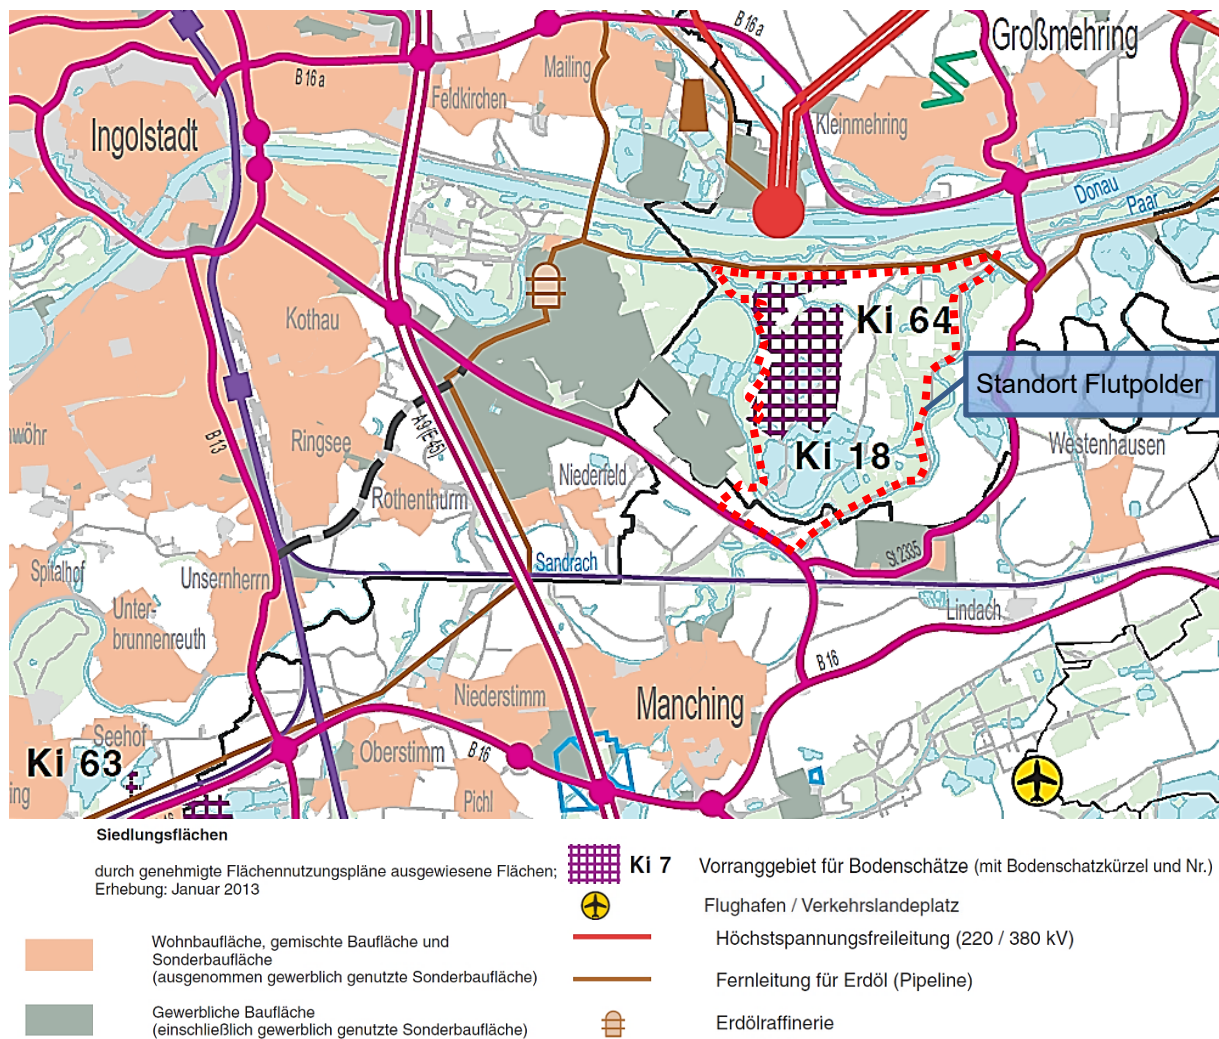 B 16 a
Großmehring
Mailing
B 16 a
Feldkirchen
Kleinmehring
Ingolstadt
Donau
Paar
Kothau
Ki 64
Standort Flutpolder
A 9 (E 45)
B 13
wöhr
Ringsee
Ki 18
Westenhausen
Niederfeld
Rothenthurm
St 2335
Sandrach
Spitalhof
Unsernherrn
Unter-
brunnenreuth
Lindach
B 16
Niederstimm
Manching
Seehof
Oberstimm
B 16
Ki 63
ing
Pichl
16
Siedlungsflächen
durch genehmigte Flächennutzungspläne ausgewiesene Flächen;
Erhebung: Januar 2013
Wohnbaufläche, gemischte Baufläche und
Sonderbaufläche
(ausgenommen gewerblich genutzte Sonderbaufläche)
Gewerbliche Baufläche
(einschließlich gewerblich genutzte Sonderbaufläche)
Ki 7 Vorranggebiet für Bodenschätze (mit Bodenschatzkürzel und Nr.)
Flughafen / Verkehrslandeplatz
Höchstspannungsfreileitung (220 / 380 kV)
Fernleitung für Erdöl (Pipeline)
Erdölraffinerie